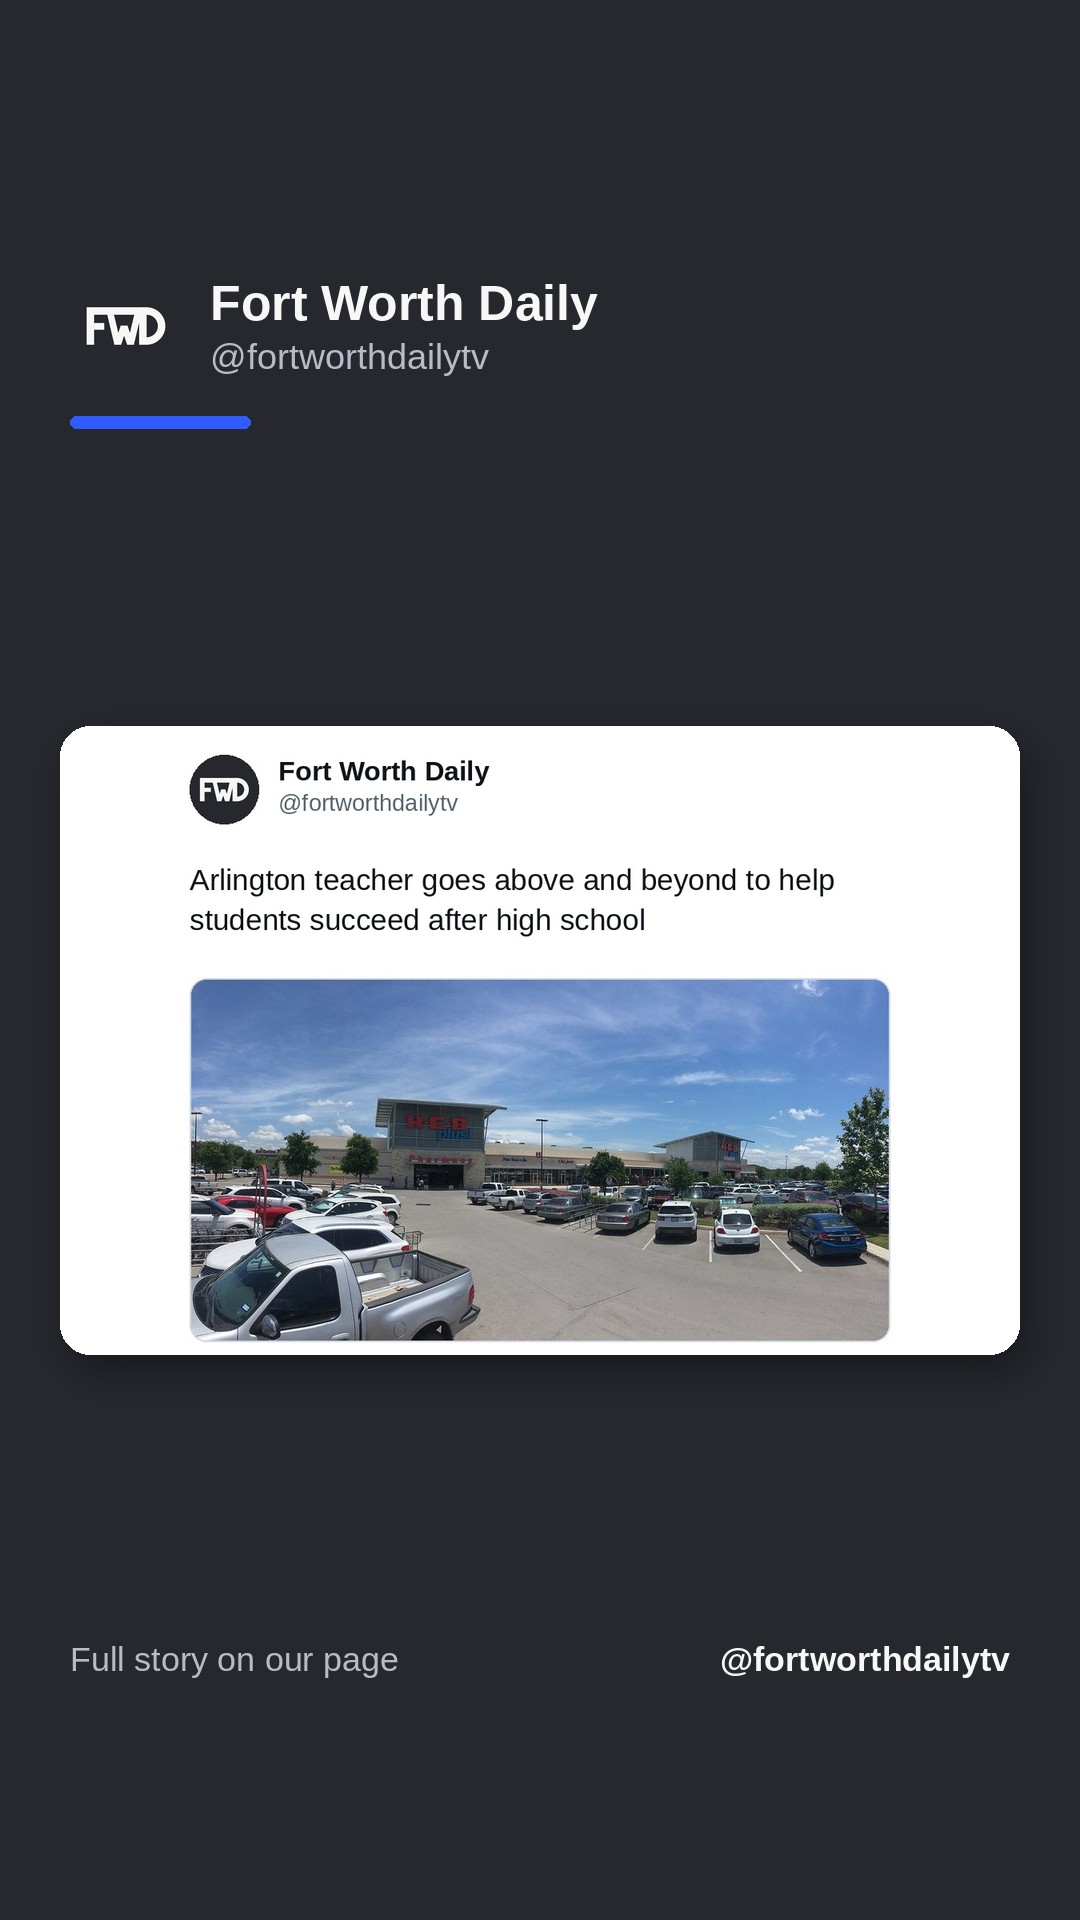 FWD
Fort Worth Daily
@fortworthdailytv
FWD
Fort Worth Daily
@fortworthdailytv
Arlington teacher goes above and beyond to help
students succeed after high school
H-E-B
plus!
Pharmacy
Full story on our page
@fortworthdailytv